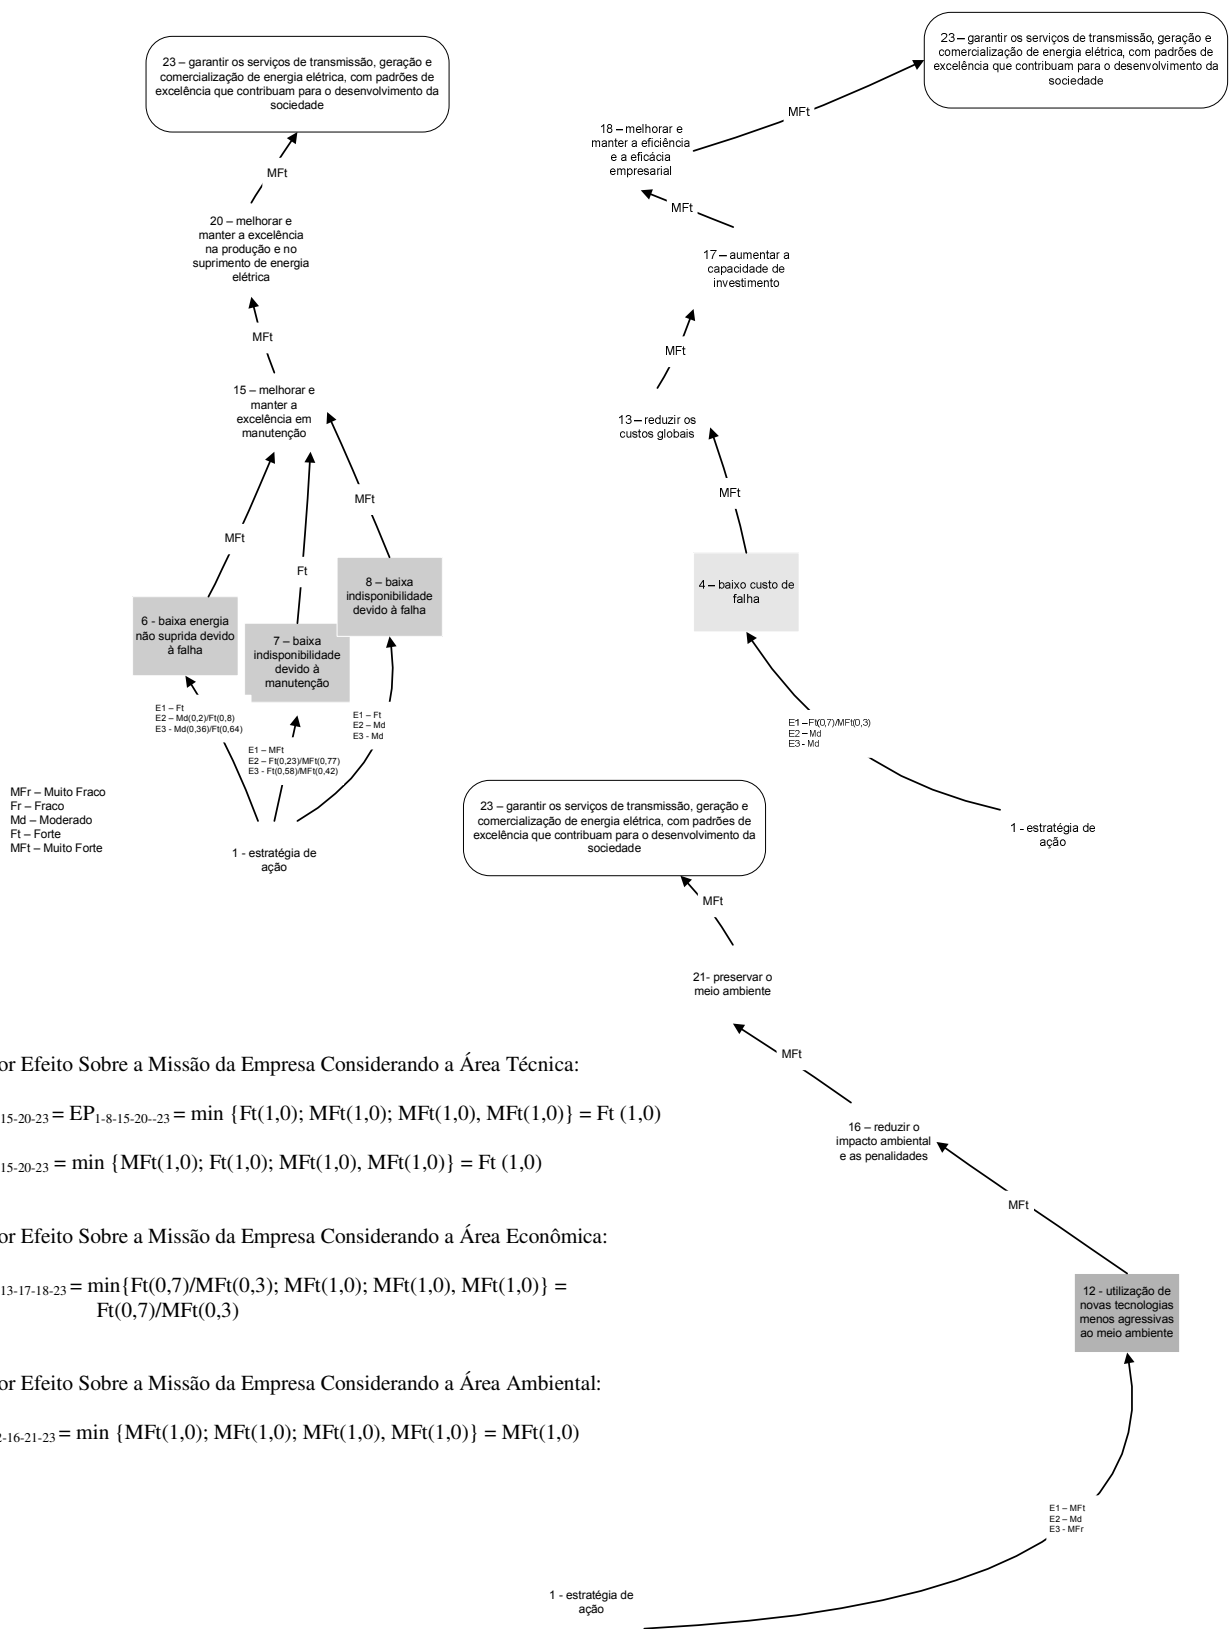 23 – garantir os serviços de transmissão, geração e
comercialização de energia elétrica, com padrões de
excelência que contribuam para o desenvolvimento da
sociedade
MFt
20 – melhorar e
manter a excelência
na produção e no
suprimento de energia
elétrica
MFt
15 – melhorar e
manter a
excelência em
manutenção
MFt
Ft
MFt
6 - baixa energia
não suprida devido
à falha
7 – baixa
indisponibilidade
devido à
manutenção
8 – baixa
indisponibilidade
devido à falha
E1 – Ft
E2 – Md(0,2)/Ft(0,8)
E3 - Md(0,36)/Ft(0,64)
E1 – MFt
E2 – Ft(0,23)/MFt(0,77)
E3 - Ft(0,58)/MFt(0,42)
E1 – Ft
E2 – Md
E3 - Md
1 - estratégia de
ação
MFr – Muito Fraco
Fr – Fraco
Md – Moderado
Ft – Forte
MFt – Muito Forte
23 – garantir os serviços de transmissão, geração e
comercialização de energia elétrica, com padrões de
excelência que contribuam para o desenvolvimento da
sociedade
MFt
18 – melhorar e
manter a eficiência
e a eficácia
empresarial
MFt
17 – aumentar a
capacidade de
investimento
MFt
13 – reduzir os
custos globais
MFt
4 – baixo custo de
falha
E1 – Ft(0,7)/MFt(0,3)
E2 – Md
E3 - Md
1 - estratégia de
ação
23 – garantir os serviços de transmissão, geração e
comercialização de energia elétrica, com padrões de
excelência que contribuam para o desenvolvimento da
sociedade
MFt
21- preservar o
meio ambiente
MFt
16 – reduzir o
impacto ambiental
e as penalidades
MFt
12 - utilização de
novas tecnologias
menos agressivas
ao meio ambiente
E1 – MFt
E2 – Md
E3 - MFr
1 - estratégia de
ação
or Efeito Sobre a Missão da Empresa Considerando a Área Técnica:
15-20-23 = EP1-8-15-20--23 = min {Ft(1,0); MFt(1,0); MFt(1,0), MFt(1,0)} = Ft (1,0)
15-20-23 = min {MFt(1,0); Ft(1,0); MFt(1,0), MFt(1,0)} = Ft (1,0)
or Efeito Sobre a Missão da Empresa Considerando a Área Econômica:
13-17-18-23 = min{Ft(0,7)/MFt(0,3); MFt(1,0); MFt(1,0), MFt(1,0)} =
Ft(0,7)/MFt(0,3)
or Efeito Sobre a Missão da Empresa Considerando a Área Ambiental:
2-16-21-23 = min {MFt(1,0); MFt(1,0); MFt(1,0), MFt(1,0)} = MFt(1,0)